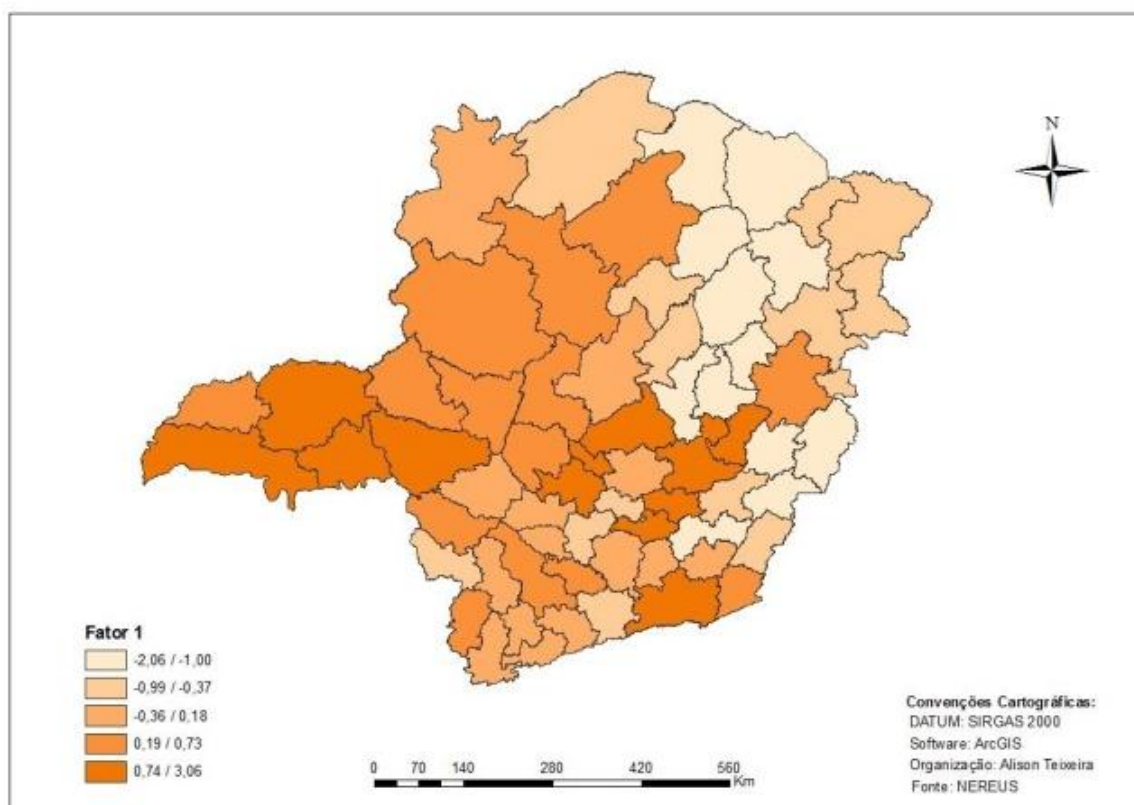 N
Fator 1
-2,06 / -1,00
-0,99 / -0,37
-0,36 / 0,18
0,19 / 0,73
0,74 / 3,06
0 70 140 280 420 560
Km
Convenções Cartográficas:
DATUM: SIRGAS 2000
Software: ArcGIS
Organização: Alison Teixeira
Fonte: NEREUS